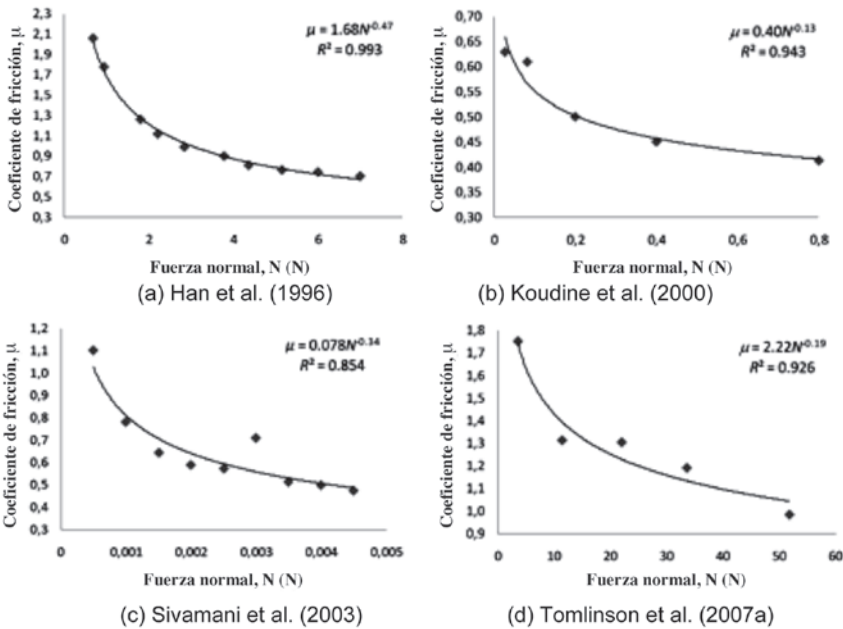 Coeficiente de fricción, μ
2,3
2,1
1,9
1,7
1,5
1,3
1,1
0,9
0,7
0,5
0,3
μ = 1.68N^-0.47
R² = 0.993
0 2 4 6 8
Fuerza normal, N (N)
(a) Han et al. (1996)
Coeficiente de fricción, μ
0,70
0,65
0,60
0,55
0,50
0,45
0,40
0,35
0,30
μ=0.40N^-0.13
R² = 0.943
0 0,2 0,4 0,6 0,8
Fuerza normal, N (N)
(b) Koudine et al. (2000)
Coeficiente de fricción, μ
1,2
1,1
1,0
0,9
0,8
0,7
0,6
0,5
0,4
0,3
μ = 0.078N^-0.34
R² = 0.854
0 0,001 0,002 0,003 0,004 0,005
Fuerza normal, N (N)
(c) Sivamani et al. (2003)
Coeficiente de fricción, μ
1,8
1,7
1,6
1,5
1,4
1,3
1,2
1,1
1,0
0,9
μ=2.22N^-0.19
R² = 0.926
0 10 20 30 40 50 60
Fuerza normal, N (N)
(d) Tomlinson et al. (2007a)